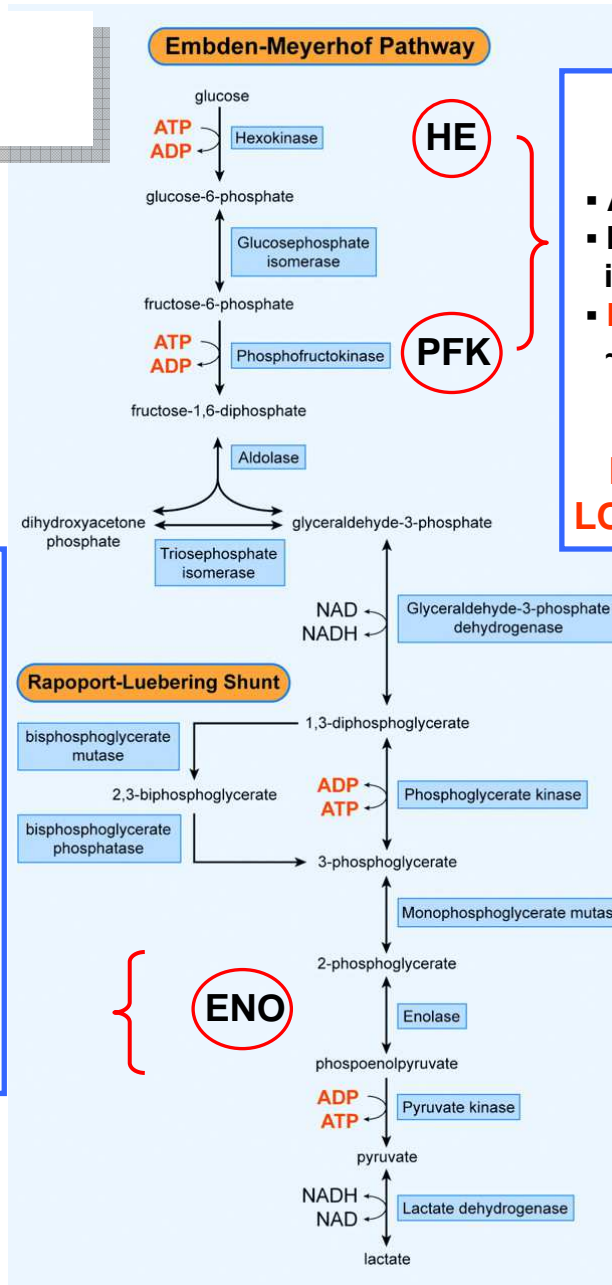 Embden-Meyerhof Pathway
glucose
ATP
ADP
Hexokinase
HE
glucose-6-phosphate
Glucosephosphate
isomerase
fructose-6-phosphate
ATP
ADP
Phosphofructokinase
PFK
fructose-1,6-diphosphate
Aldolase
dihydroxyacetone
phosphate
glyceraldehyde-3-phosphate
Triosephosphate
isomerase
NAD
NADH
Glyceraldehyde-3-phosphate
dehydrogenase
Rapoport-Luebering Shunt
1,3-diphosphoglycerate
bisphosphoglycerate
mutase
2,3-biphosphoglycerate
ADP
ATP
Phosphoglycerate kinase
bisphosphoglycerate
phosphatase
3-phosphoglycerate
Monophosphoglycerate mutas
2-phosphoglycerate
ENO
Enolase
phospoenolpyruvate
ADP
ATP
Pyruvate kinase
pyruvate
NADH
NAD
Lactate dehydrogenase
lactate